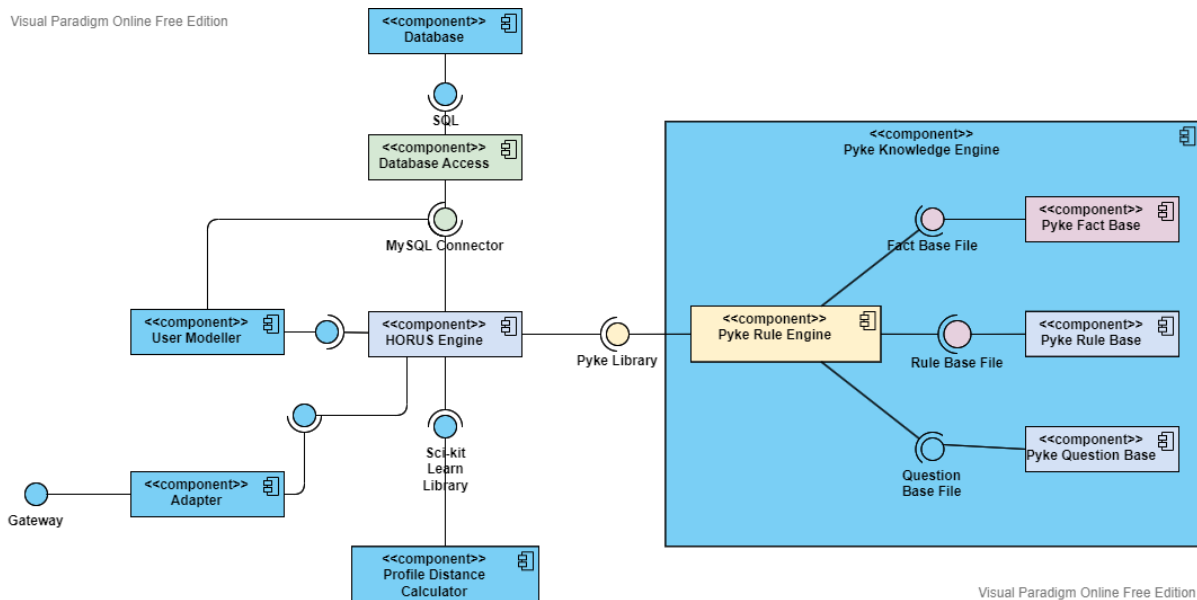 Visual Paradigm Online Free Edition
<<component>>
Database
SQL
<<component>>
Database Access
MySQL Connector
<<component>>
User Modeller
<<component>>
HORUS Engine
Pyke Library
<<component>>
Pyke Knowledge Engine
<<component>>
Pyke Fact Base
Fact Base File
<<component>>
Pyke Rule Engine
<<component>>
Pyke Rule Base
Rule Base File
<<component>>
Pyke Question Base
Question
Base File
Sci-kit
Learn
Library
<<component>>
Adapter
Gateway
<<component>>
Profile Distance
Calculator
Visual Paradigm Online Free Edition